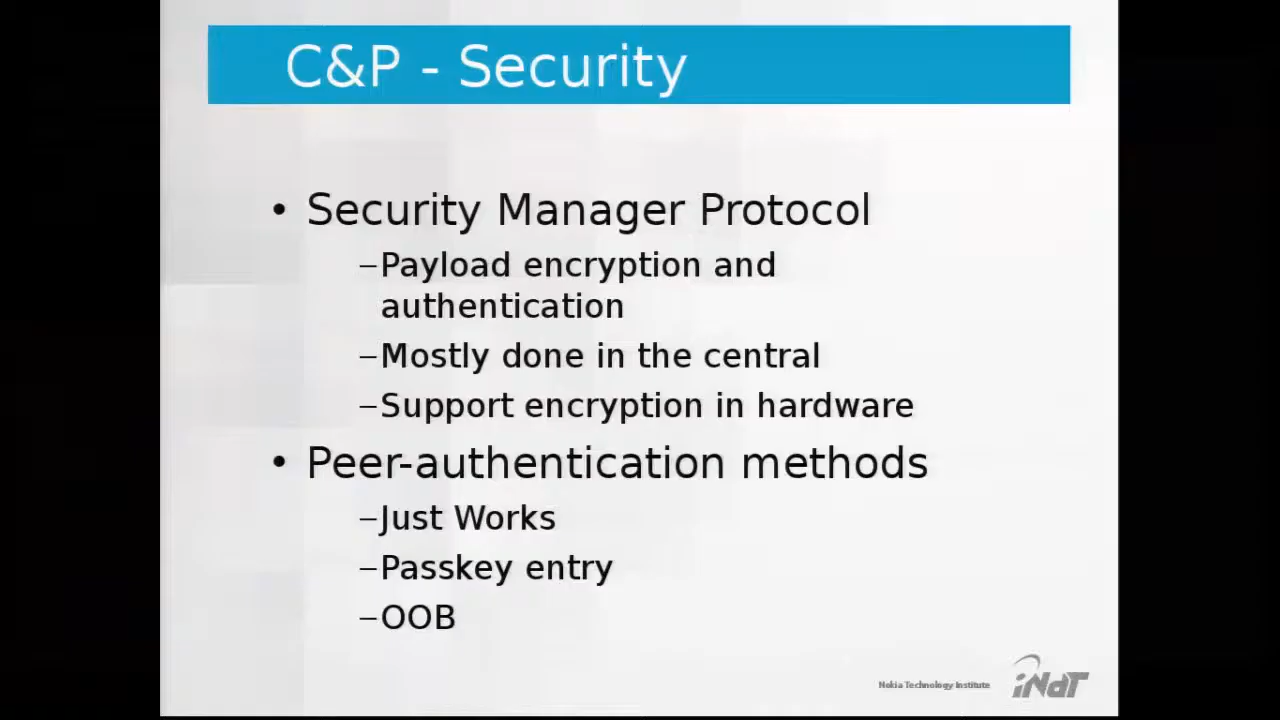 C&P - Security
• Security Manager Protocol
–Payload encryption and
authentication
–Mostly done in the central
–Support encryption in hardware
• Peer-authentication methods
–Just Works
–Passkey entry
–OOB
Nokia Technology Institute
iNdT